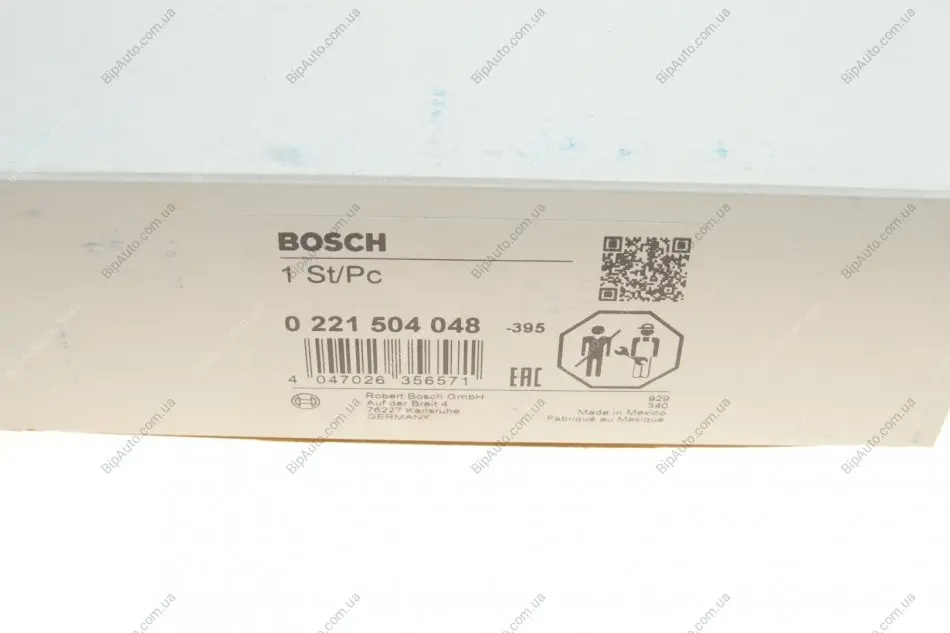 BOSCH
1 St/Pc
0 221 504 048 -395
4 047026 356571
EAC
Robert Bosch GmbH
Auf der Breit 4
76227 Karlsruhe
GERMANY
929
340
Made in Mexico
Fabriqué au Mexique
BipAuto.com.ua